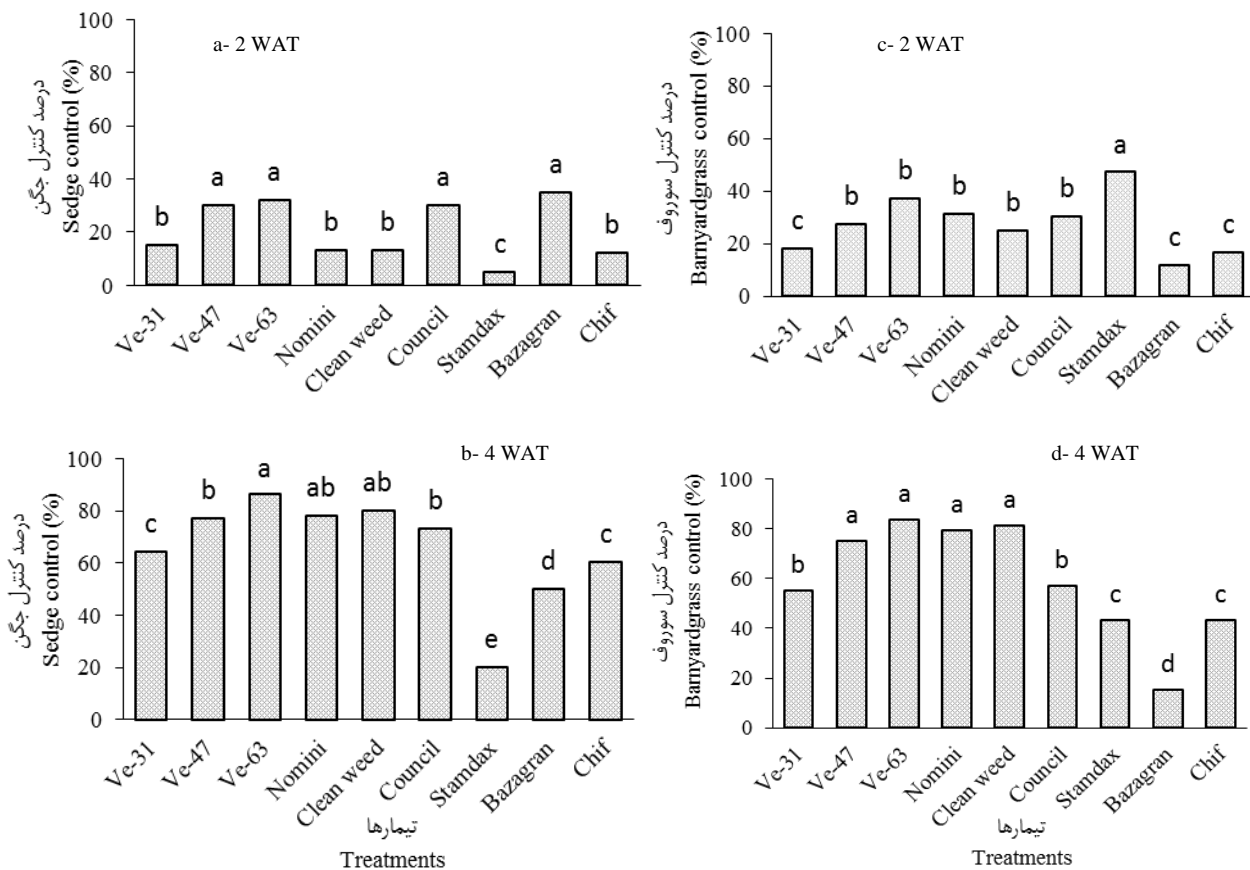 a- 2 WAT
درصد کنترل جگن
Sedge control (%)
100
80
60
40
20
0
b
a
a
b
b
a
c
a
b
Ve-31
Ve-47
Ve-63
Nomini
Clean weed
Council
Stamdax
Bazagran
Chif
c- 2 WAT
درصد کنترل سوروف
Barnyardgrass control (%)
100
80
60
40
20
0
c
b
b
b
b
b
a
c
c
Ve-31
Ve-47
Ve-63
Nomini
Clean weed
Council
Stamdax
Bazagran
Chif
b- 4 WAT
درصد کنترل جگن
Sedge control (%)
100
80
60
40
20
0
c
b
a
ab
ab
b
e
d
c
Ve-31
Ve-47
Ve-63
Nomini
Clean weed
Council
Stamdax
Bazagran
Chif
تیمارها
Treatments
d- 4 WAT
درصد کنترل سوروف
Barnyardgrass control (%)
100
80
60
40
20
0
b
a
a
a
a
b
c
d
c
Ve-31
Ve-47
Ve-63
Nomini
Clean weed
Council
Stamdax
Bazagran
Chif
تیمارها
Treatments